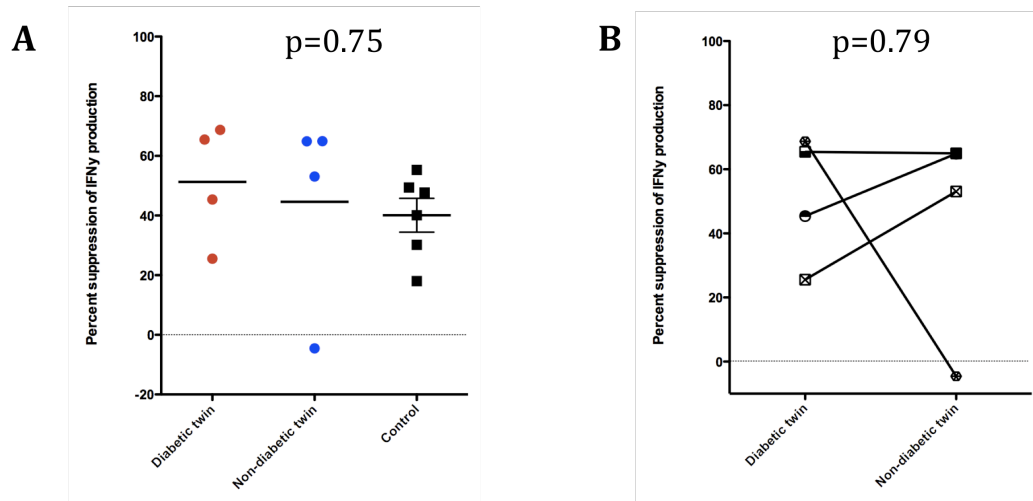 A
p=0.75
Percent suppression of IFNy production
100
80
60
40
20
0
-20
Diabetic twin
Non-diabetic twin
Control
B
p=0.79
Percent suppression of IFNy production
100
80
60
40
20
0
Diabetic twin
Non-diabetic twin